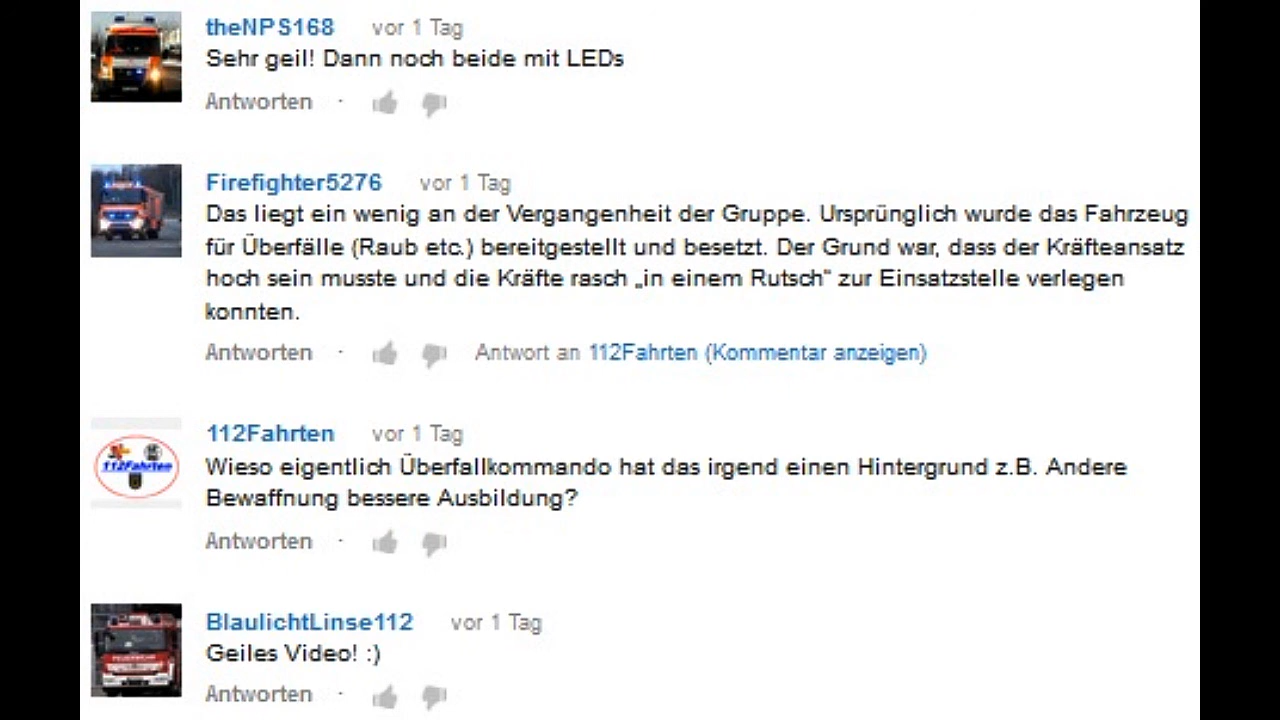 theNPS168 vor 1 Tag
Sehr geil! Dann noch beide mit LEDs
Antworten ·
Firefighter5276 vor 1 Tag
Das liegt ein wenig an der Vergangenheit der Gruppe. Ursprünglich wurde das Fahrzeug
für Überfälle (Raub etc.) bereitgestellt und besetzt. Der Grund war, dass der Kräfteansatz
hoch sein musste und die Kräfte rasch „in einem Rutsch“ zur Einsatzstelle verlegen
konnten.
Antworten · Antwort an 112Fahrten (Kommentar anzeigen)
112Fahrten
112Fahrten vor 1 Tag
Wieso eigentlich Überfallkommando hat das irgend einen Hintergrund z.B. Andere
Bewaffnung bessere Ausbildung?
Antworten ·
BlaulichtLinse112 vor 1 Tag
Geiles Video! :)
Antworten ·